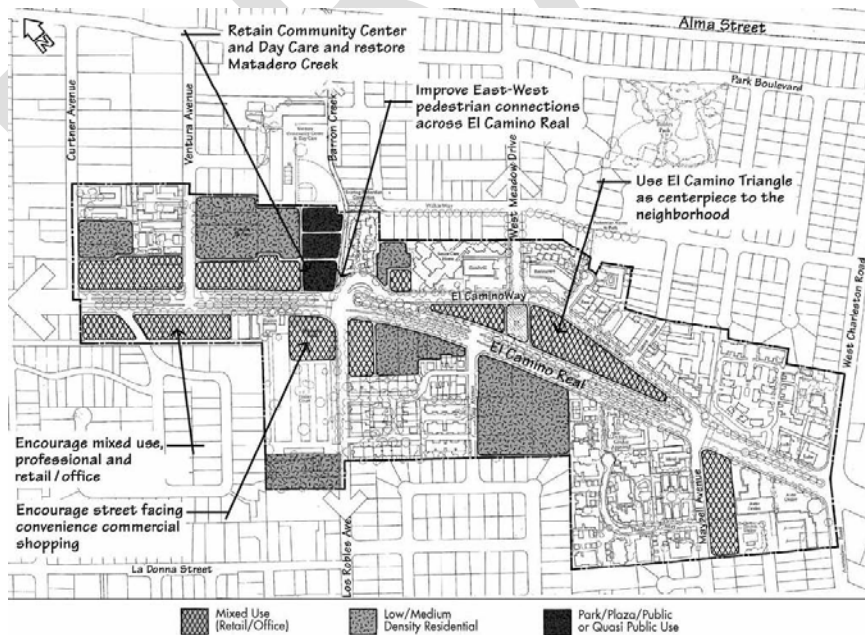 Retain Community Center
and Day Care and restore
Matadero Creek
Alma Street
Park Boulevard
Improve East-West
pedestrian connections
across El Camino Real
Curtner Avenue
Ventura Avenue
Barron Creek
West Meadow Drive
Use El Camino Triangle
as centerpiece to the
neighborhood
West Charleston Road
El Camino Way
El Camino Real
Encourage mixed use,
professional and
retail/office
Encourage street facing
convenience commercial
shopping
Maybell Avenue
Los Robles Ave.
La Donna Street
Mixed Use
(Retail/Office)
Low/Medium
Density Residential
Park/Plaza/Public
or Quasi Public Use